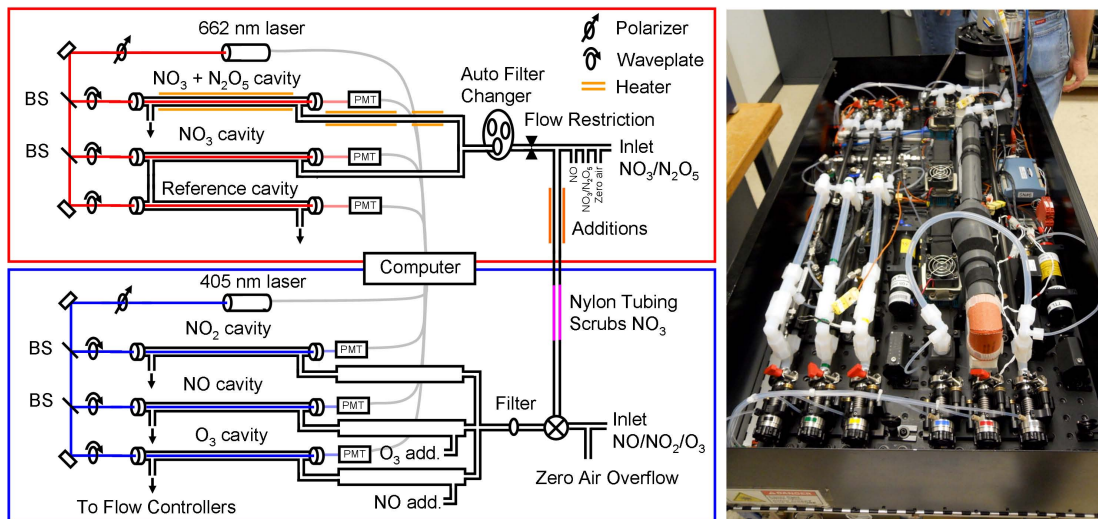 662 nm laser
Polarizer
Waveplate
Heater
BS
NO₃ + N₂O₅ cavity
PMT
Auto Filter
Changer
Flow Restriction
BS
NO₃ cavity
PMT
Inlet
NO₃/N₂O₅
NO
NO₃/N₂O₅
Zero air
Reference cavity
PMT
Additions
Computer
405 nm laser
Nylon Tubing
Scrubs NO₃
NO₂ cavity
BS
PMT
NO cavity
BS
PMT
Filter
Inlet
NO/NO₂/O₃
O₃ cavity
PMT
O₃ add.
Zero Air Overflow
NO add.
To Flow Controllers